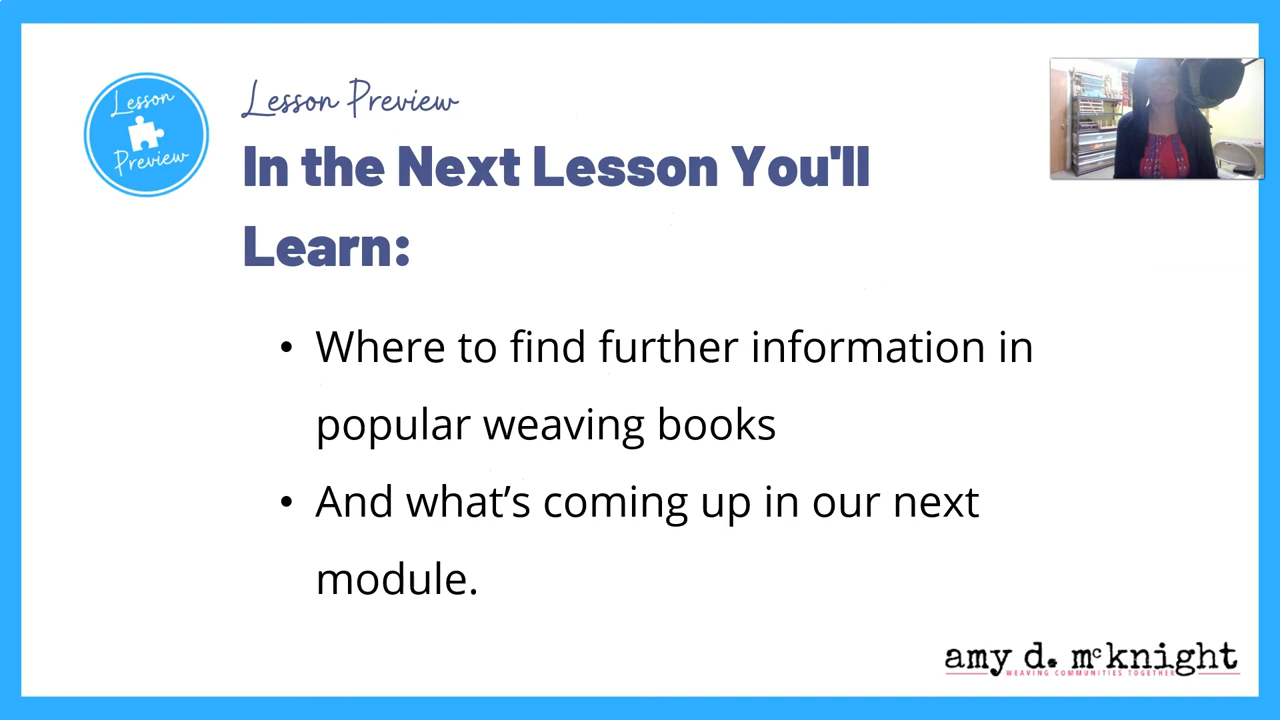 Lesson
Preview
Lesson Preview
In the Next Lesson You'll
Learn:
• Where to find further information in
popular weaving books
• And what’s coming up in our next
module.
amy d. mcknight
WEAVING COMMUNITIES TOGETHER